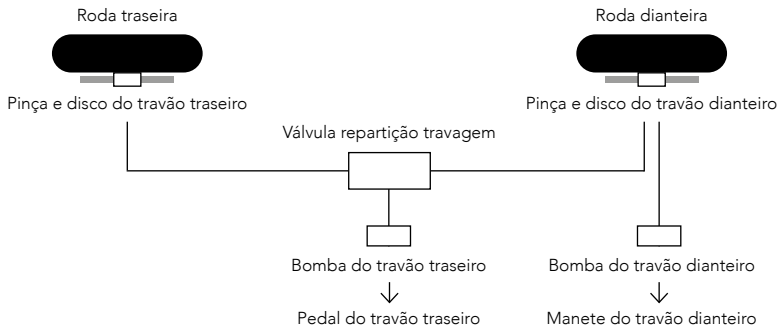 Roda traseira
Roda dianteira
Pinça e disco do travão traseiro
Pinça e disco do travão dianteiro
Válvula repartição travagem
Bomba do travão traseiro
Bomba do travão dianteiro
Pedal do travão traseiro
Manete do travão dianteiro